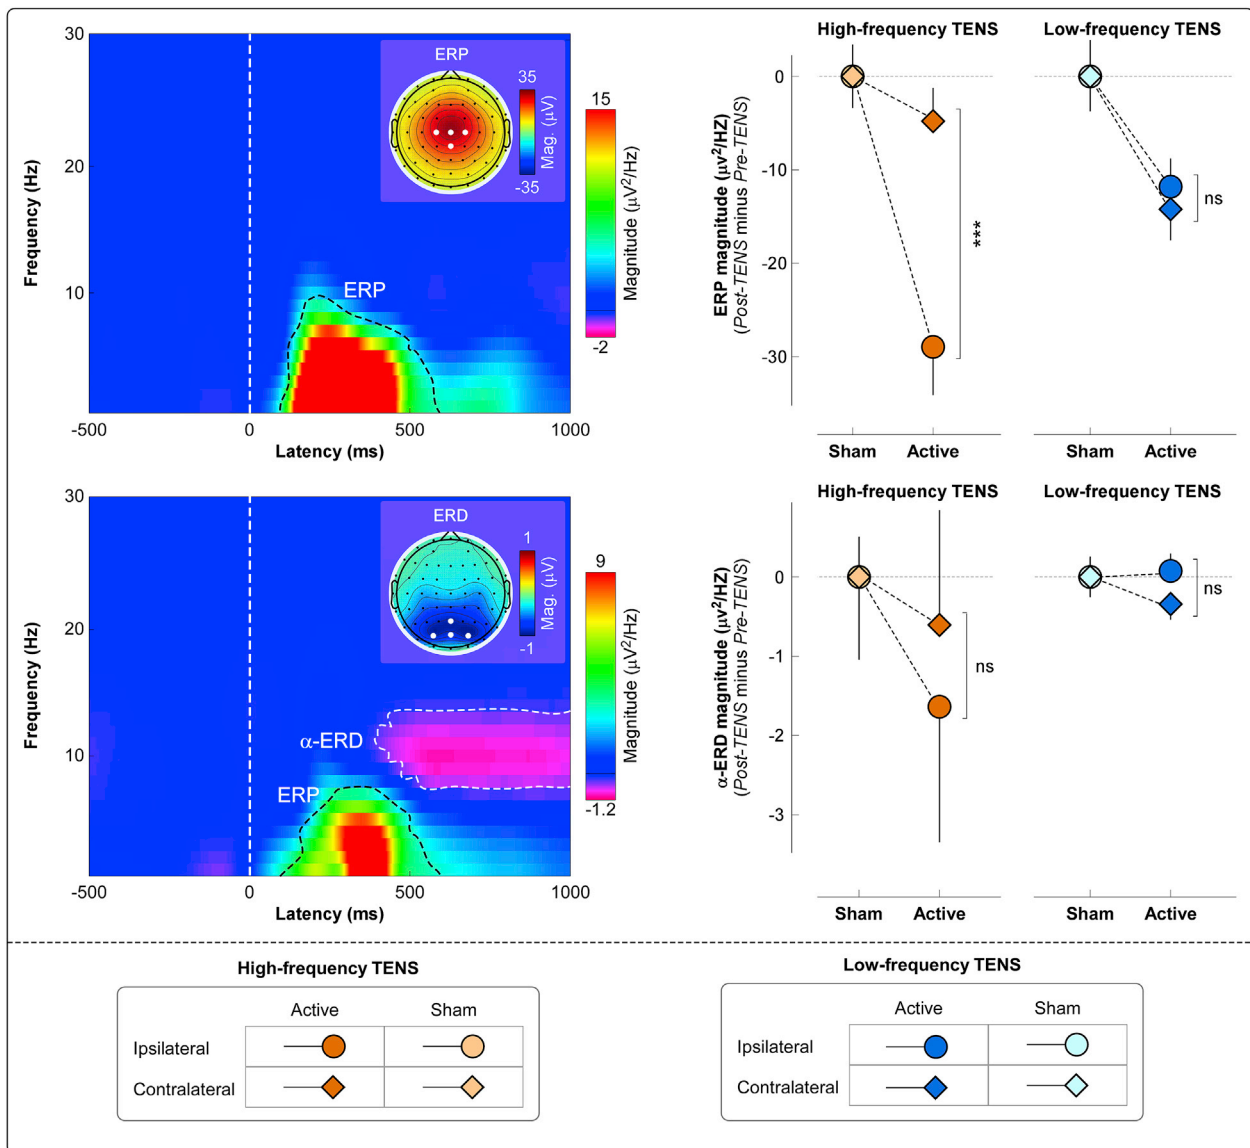 30
20
10
Frequency (Hz)
-500
0
500
1000
Latency (ms)
ERP
ERP
35
-35
Mag. (μV)
15
-2
Magnitude (μV²/Hz)
High-frequency TENS
Low-frequency TENS
ERP magnitude (μv²/HZ)
(Post-TENS minus Pre-TENS)
0
-10
-20
-30
***
ns
Sham
Active
Sham
Active
30
20
10
Frequency (Hz)
-500
0
500
1000
Latency (ms)
α-ERD
ERP
ERD
1
-1
Mag. (μV)
9
-1.2
Magnitude (μV²/Hz)
High-frequency TENS
Low-frequency TENS
α-ERD magnitude (μv²/HZ)
(Post-TENS minus Pre-TENS)
0
-1
-2
-3
ns
ns
Sham
Active
Sham
Active
High-frequency TENS
Active
Sham
Ipsilateral
Contralateral
Low-frequency TENS
Active
Sham
Ipsilateral
Contralateral